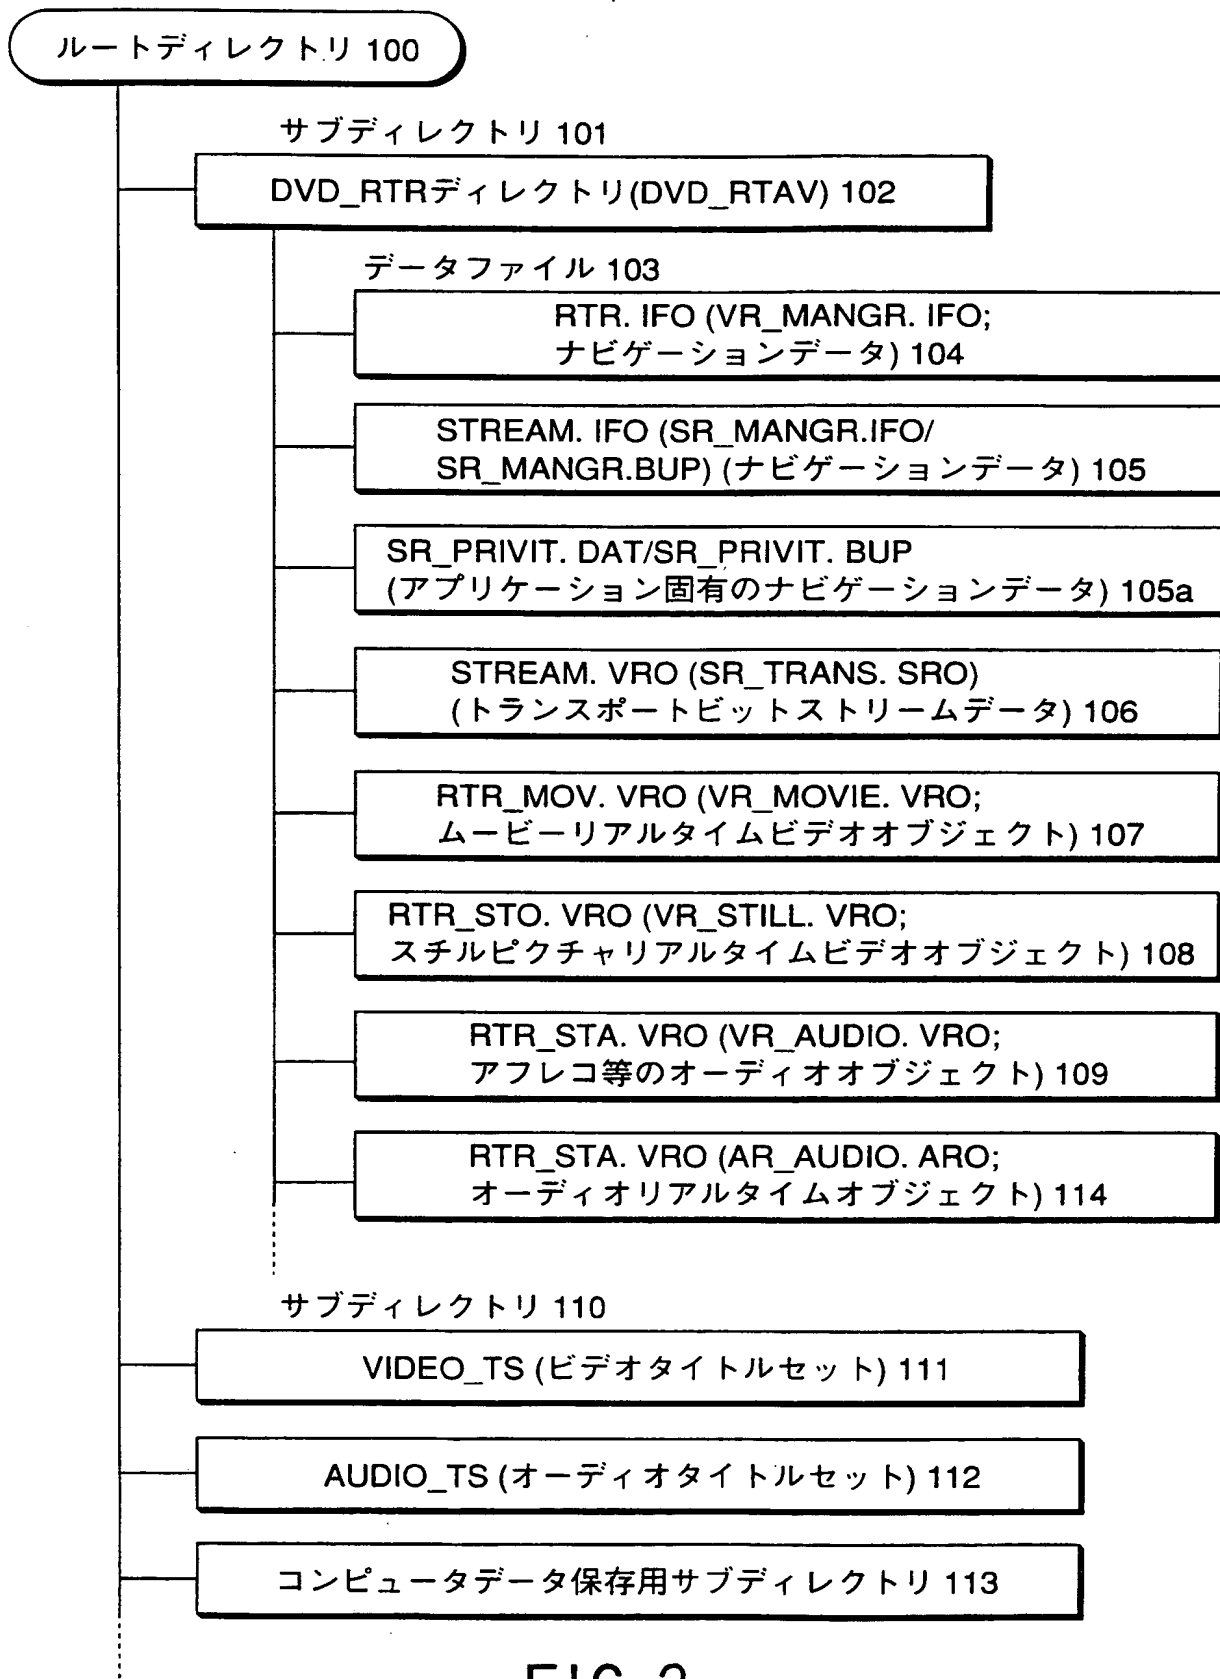 ルートディレクトリ 100
サブディレクトリ 101
DVD_RTRディレクトリ(DVD_RTAV) 102
データファイル 103
RTR. IFO (VR_MANGR. IFO;
ナビゲーションデータ) 104
STREAM. IFO (SR_MANGR.IFO/
SR_MANGR.BUP) (ナビゲーションデータ) 105
SR_PRIVIT. DAT/SR_PRIVIT. BUP
(アプリケーション固有のナビゲーションデータ) 105a
STREAM. VRO (SR_TRANS. SRO)
(トランスポートビットストリームデータ) 106
RTR_MOV. VRO (VR_MOVIE. VRO;
ムービーリアルタイムビデオオブジェクト) 107
RTR_STO. VRO (VR_STILL. VRO;
スチルピクチャリアルタイムビデオオブジェクト) 108
RTR_STA. VRO (VR_AUDIO. VRO;
アフレコ等のオーディオオブジェクト) 109
RTR_STA. VRO (AR_AUDIO. ARO;
オーディオリアルタイムオブジェクト) 114
サブディレクトリ 110
VIDEO_TS (ビデオタイトルセット) 111
AUDIO_TS (オーディオタイトルセット) 112
コンピュータデータ保存用サブディレクトリ 113